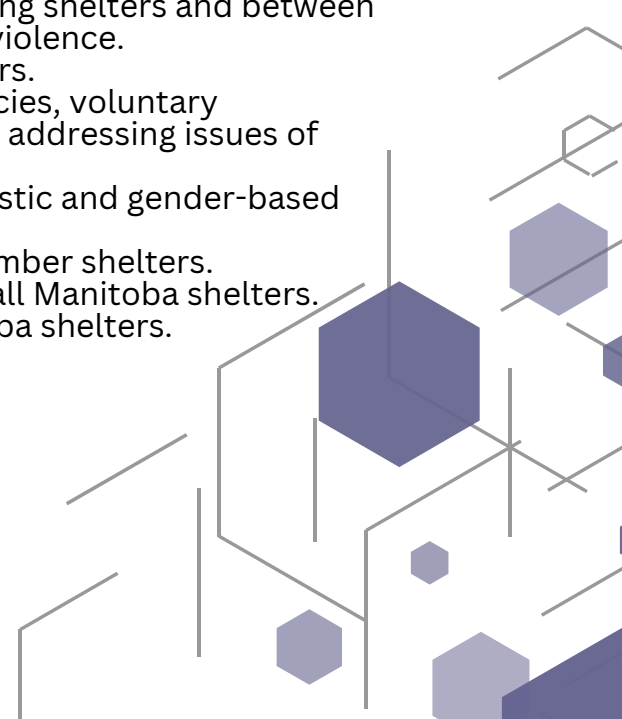 ng shelters and between
violence.
rs.
cies, voluntary
addressing issues of
stic and gender-based
mber shelters.
all Manitoba shelters.
ba shelters.